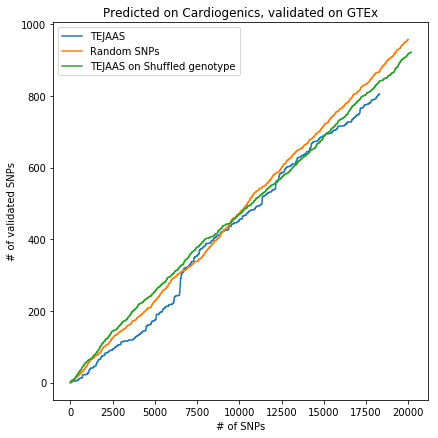 Predicted on Cardiogenics, validated on GTEx
TEJAAS
Random SNPs
TEJAAS on Shuffled genotype
1000
800
600
400
200
0
# of validated SNPs
0 2500 5000 7500 10000 12500 15000 17500 20000
# of SNPs